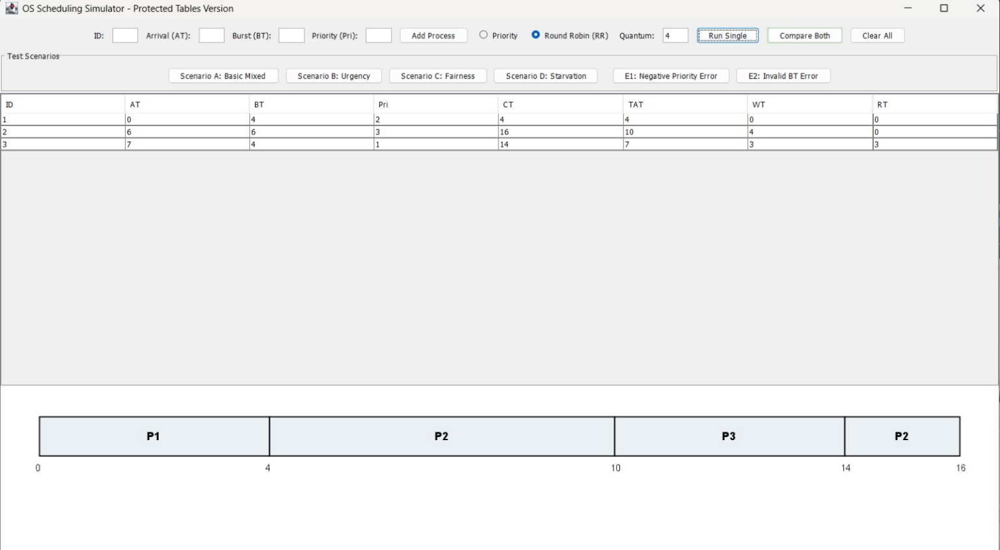 OS Scheduling Simulator - Protected Tables Version
ID: Arrival (AT): Burst (BT): Priority (Pri): Add Process Priority Round Robin (RR) Quantum: 4 Run Single Compare Both Clear All
Test Scenarios
Scenario A: Basic Mixed Scenario B: Urgency Scenario C: Fairness Scenario D: Starvation E1: Negative Priority Error E2: Invalid BT Error
ID AT BT Pri CT TAT WT RT
1 0 4 2 4 4 0 0
2 6 6 3 16 10 4 0
3 7 4 1 14 7 3 3
P1 P2 P3 P2
0 4 10 14 16